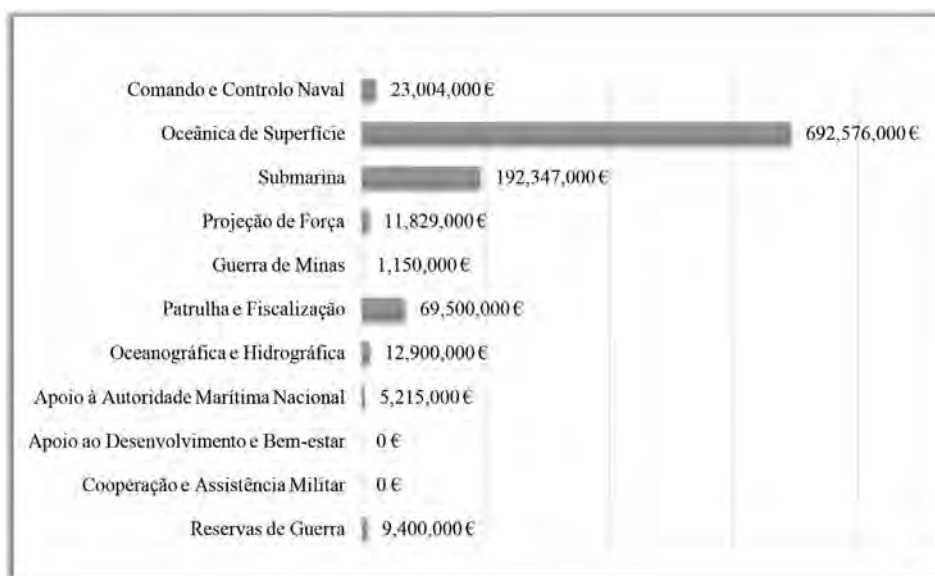 Comando e Controlo Naval 23,004,000 €
Oceânica de Superfície 692,576,000 €
Submarina 192,347,000 €
Projeção de Força 11,829,000 €
Guerra de Minas 1,150,000 €
Patrulha e Fiscalização 69,500,000 €
Oceanográfica e Hidrográfica 12,900,000 €
Apoio à Autoridade Marítima Nacional 5,215,000 €
Apoio ao Desenvolvimento e Bem-estar 0 €
Cooperação e Assistência Militar 0 €
Reservas de Guerra 9,400,000 €